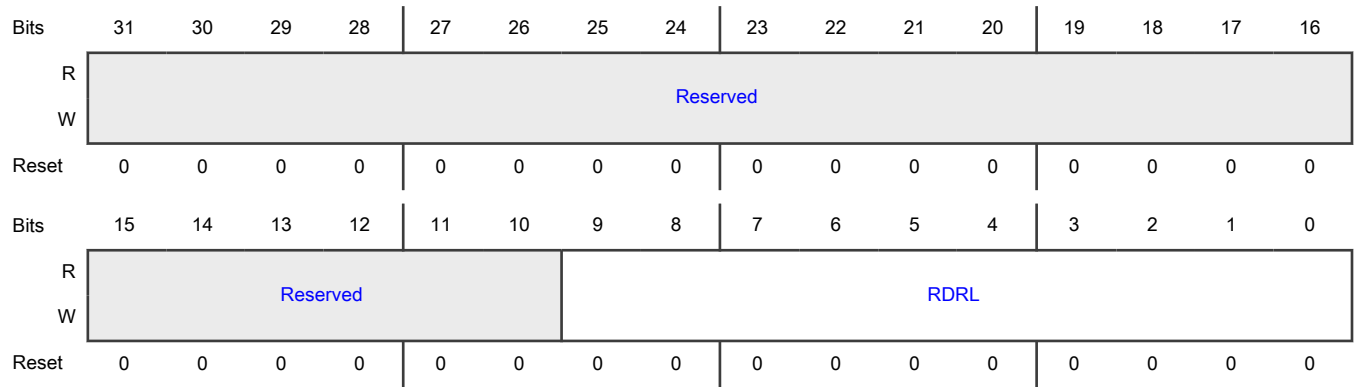 Bits 31 30 29 28 27 26 25 24 23 22 21 20 19 18 17 16
R
Reserved
W
Reset 0 0 0 0 0 0 0 0 0 0 0 0 0 0 0 0
Bits 15 14 13 12 11 10 9 8 7 6 5 4 3 2 1 0
R
Reserved RDRL
W
Reset 0 0 0 0 0 0 0 0 0 0 0 0 0 0 0 0